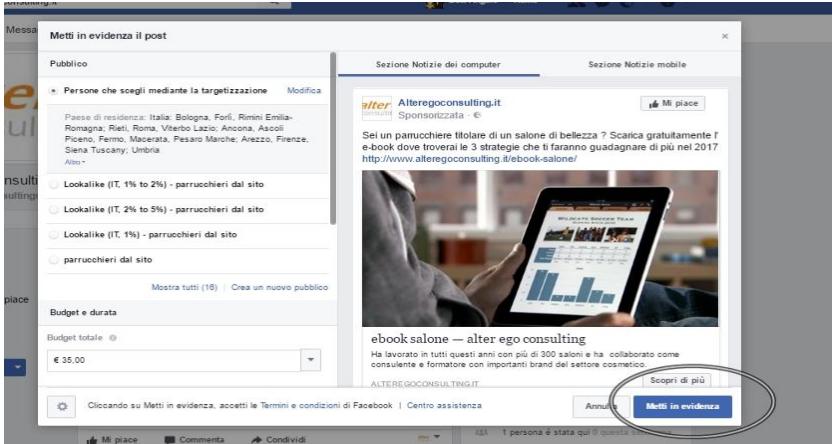 Messa
Metti in evidenza il post
×
Pubblico
Persone che scegli mediante la targetizzazione Modifica
Paese di residenza: Italia: Bologna, Forlì, Rimini Emilia-
Romagna; Rieti, Roma, Viterbo Lazio; Ancona, Ascoli
Piceno, Fermo, Macerata, Pesaro Marche; Arezzo, Firenze,
Siena Tuscany; Umbria
Altro
Lookalike (IT, 1% to 2%) - parrucchieri dal sito
Lookalike (IT, 2% to 5%) - parrucchieri dal sito
Lookalike (IT, 1%) - parrucchieri dal sito
parrucchieri dal sito
Mostra tutti (16) | Crea un nuovo pubblico
Budget e durata
Budget totale
€ 35,00
Sezione Notizie dei computer Sezione Notizie mobile
alter
Alteregoconsulting.it
Sponsorizzata ·
Mi piace
Sei un parrucchiere titolare di un salone di bellezza ? Scarica gratuitamente l'
e-book dove troverai le 3 strategie che ti faranno guadagnare di più nel 2017
http://www.alteregoconsulting.it/ebook-salone/
WILDCATS SOCCER TEAM
ebook salone — alter ego consulting
Ha lavorato in tutti questi anni con più di 300 saloni e ha collaborato come
consulente e formatore con importanti brand del settore cosmetico.
ALTEREGOCONSULTING.IT
Scopri di più
Cliccando su Metti in evidenza, accetti le Termini e condizioni di Facebook | Centro assistenza
Annulla
Metti in evidenza
nsulti
piace
Mi piace Commenta Condividi
1 persona è stata qui